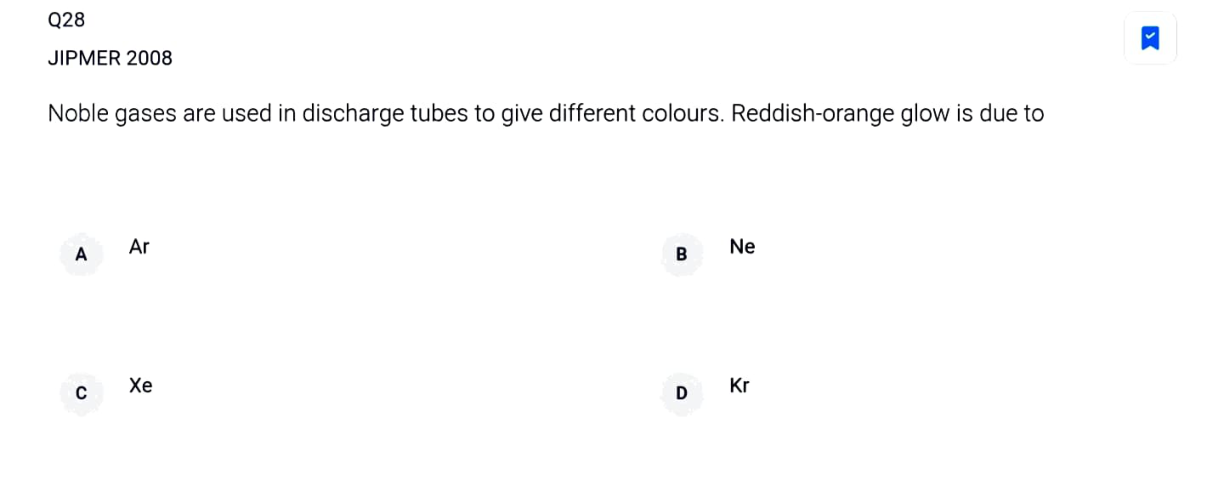 Q28
JIPMER 2008
Noble gases are used in discharge tubes to give different colours. Reddish-orange glow is due to
A Ar
B Ne
C Xe
D Kr